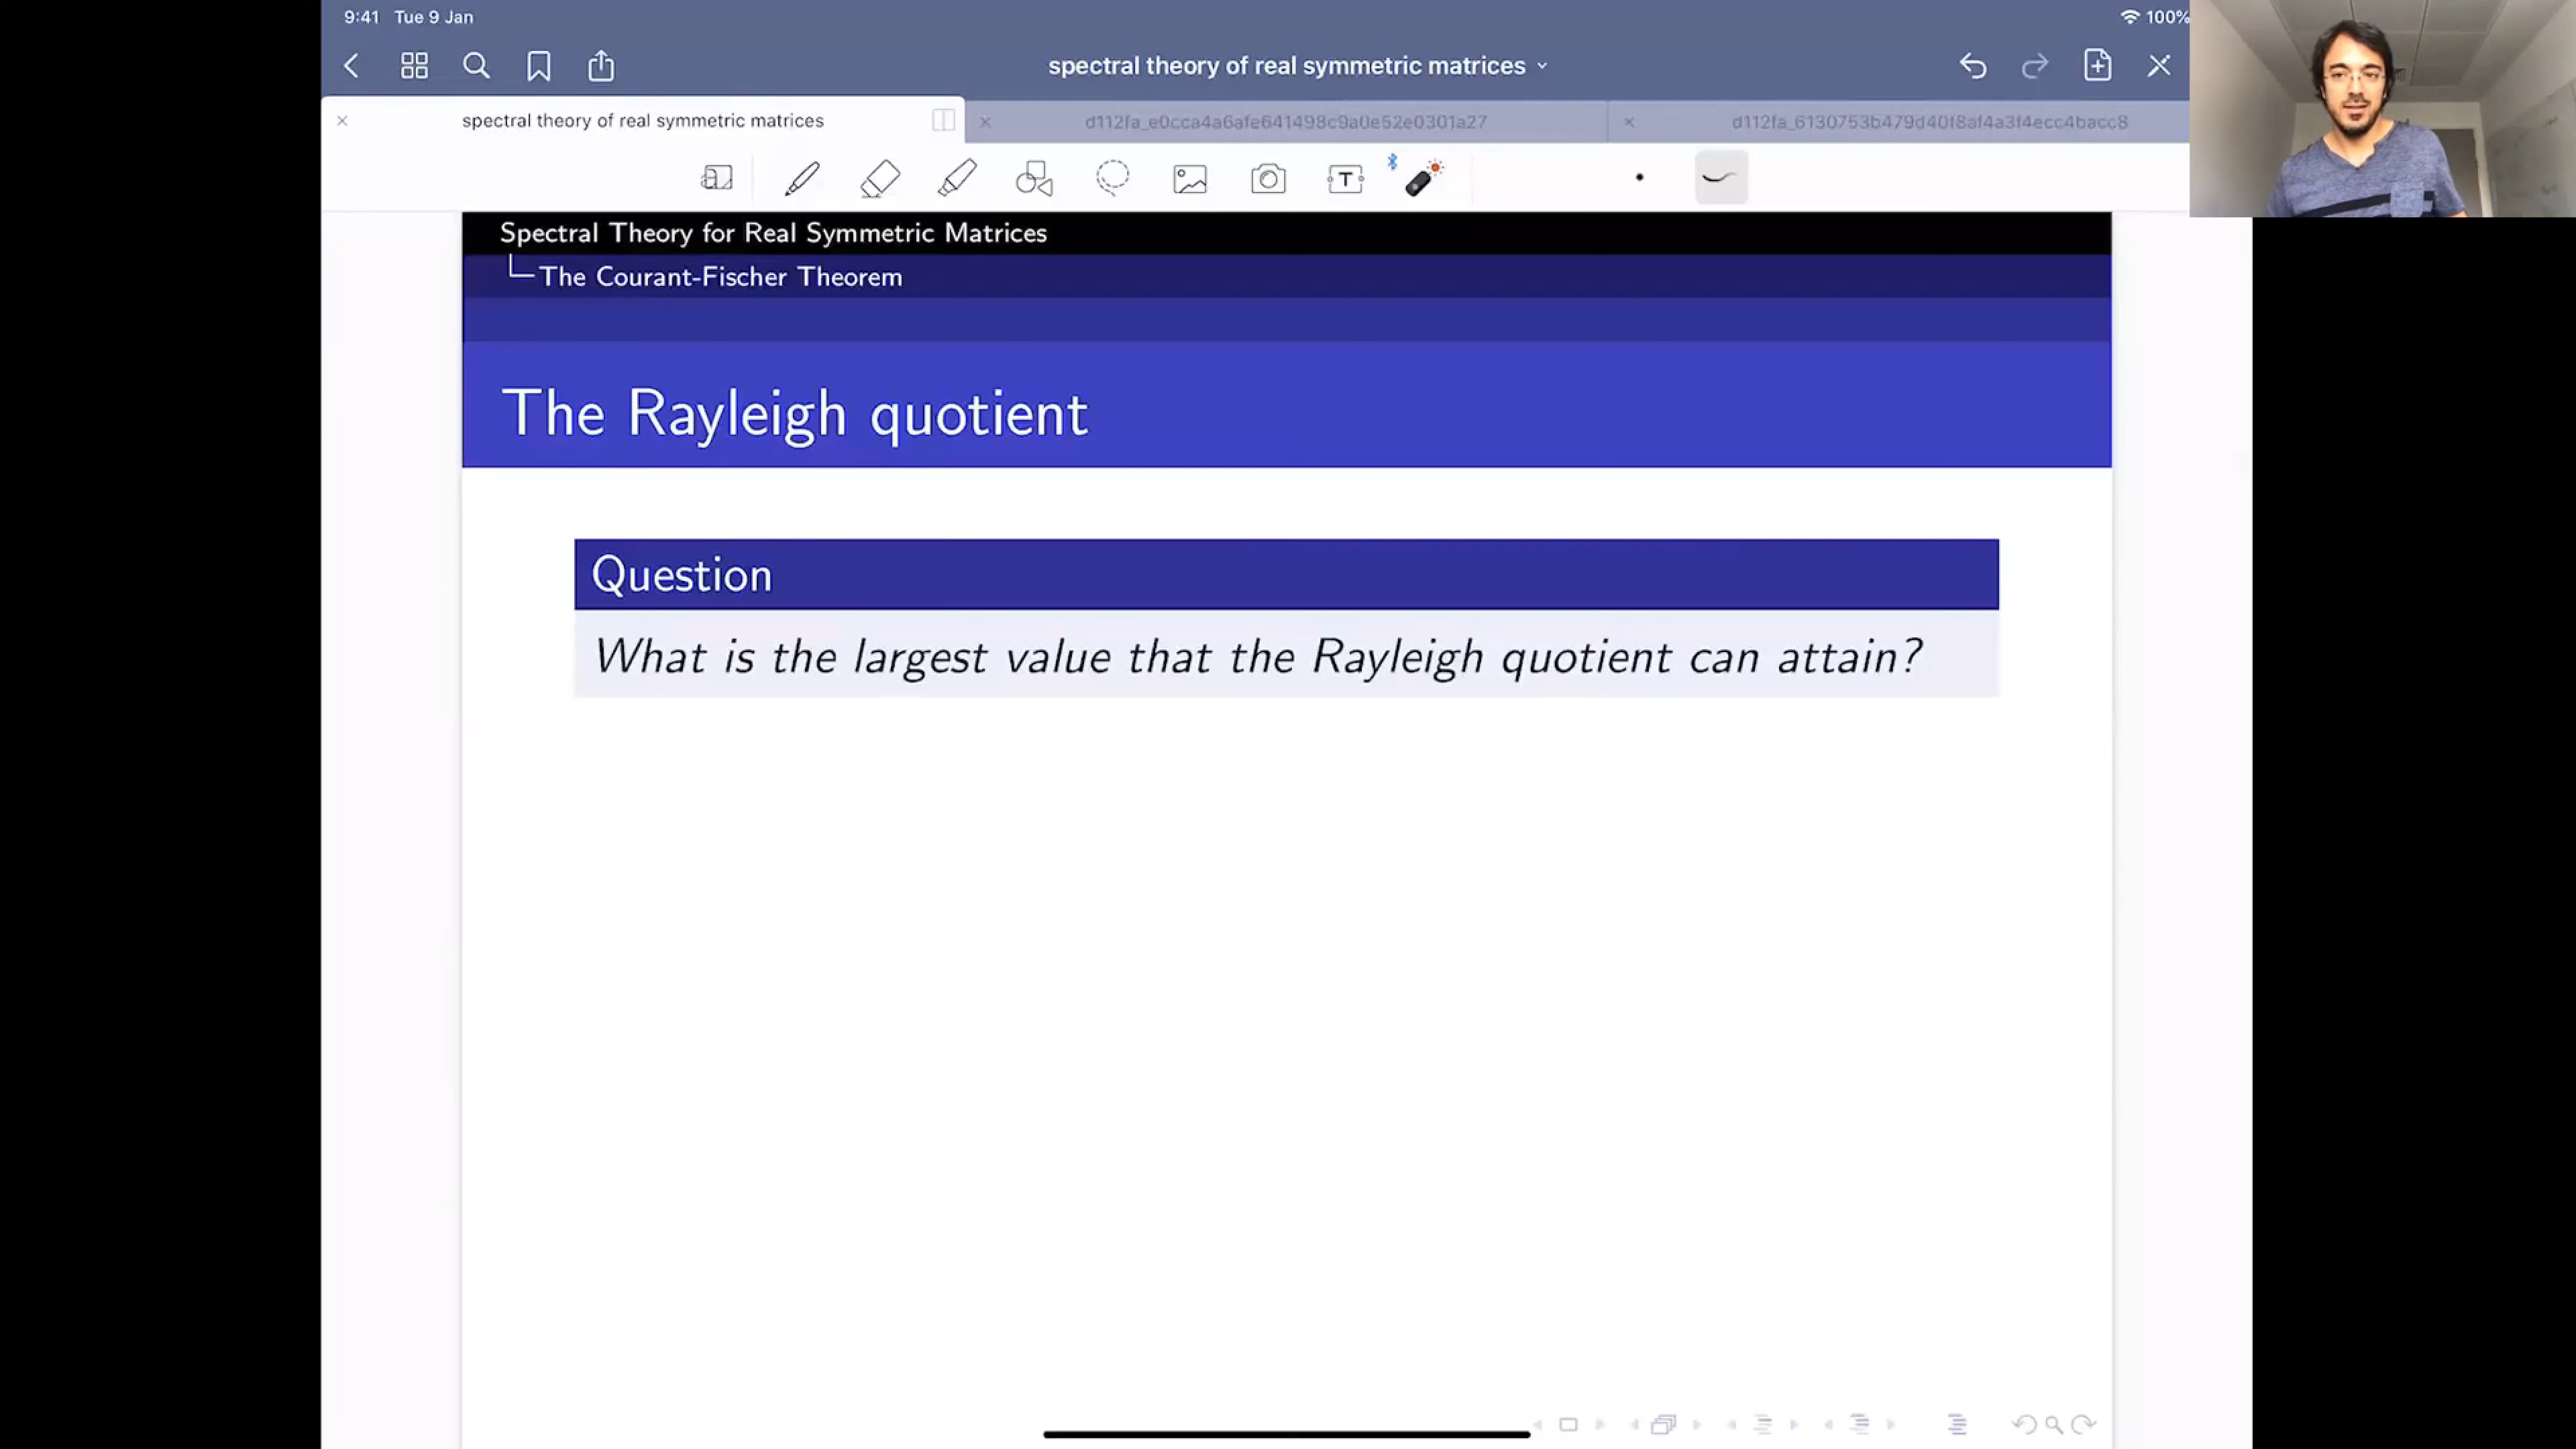 9:41 Tue 9 Jan
100%
spectral theory of real symmetric matrices
spectral theory of real symmetric matrices
d112fa_e0cca4a6afe641498c9a0e52e0301a27
d112fa_6130753b479d40f8af4a3f4ecc4bacc8
Spectral Theory for Real Symmetric Matrices
The Courant-Fischer Theorem
The Rayleigh quotient
Question
What is the largest value that the Rayleigh quotient can attain?